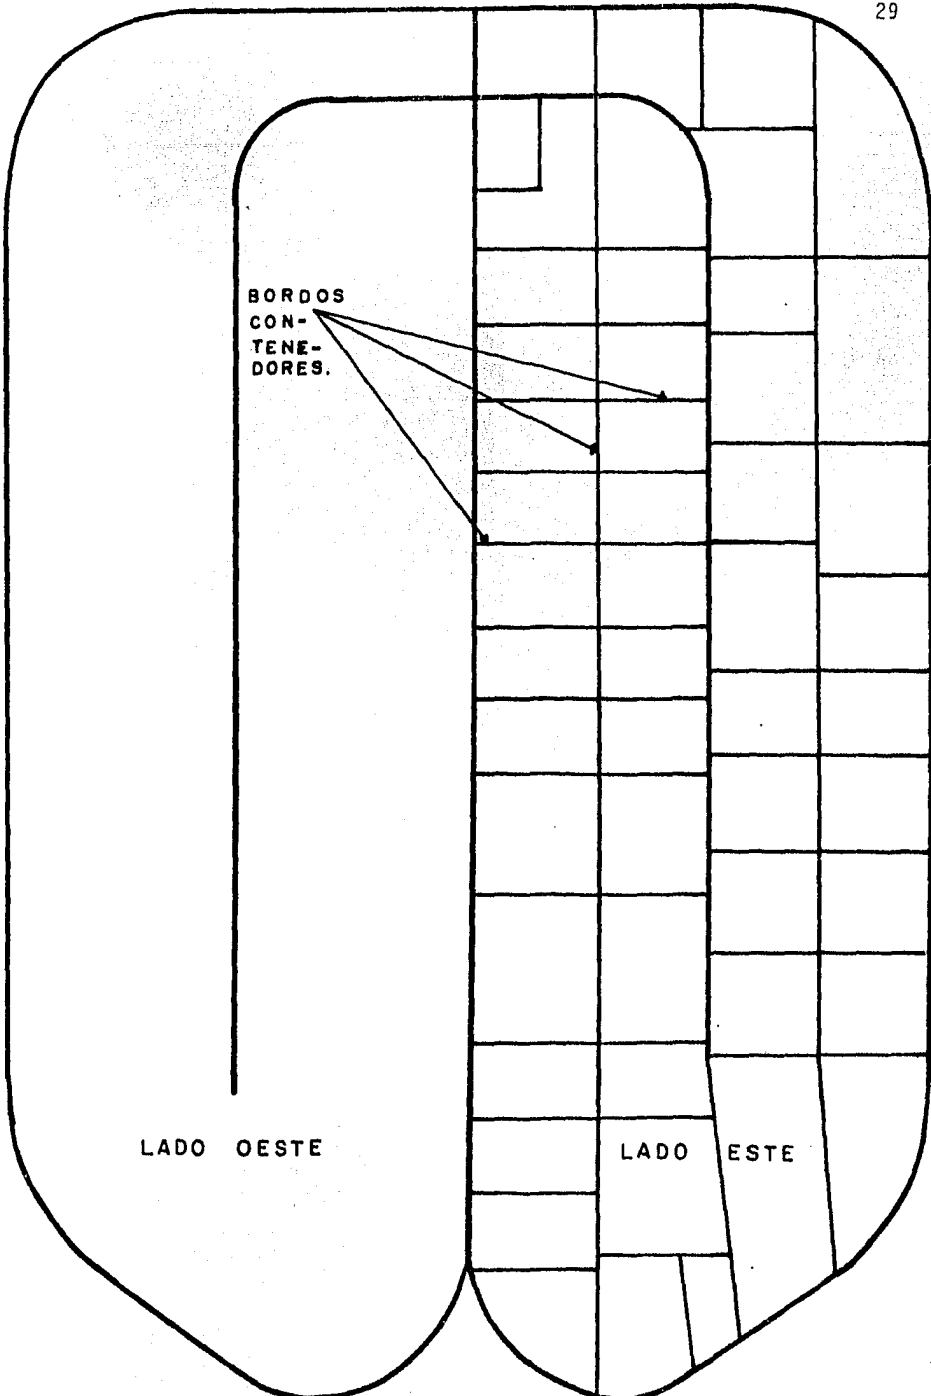 29
BORDOS
CON-
TENE-
DORES.
LADO OESTE
LADO ESTE